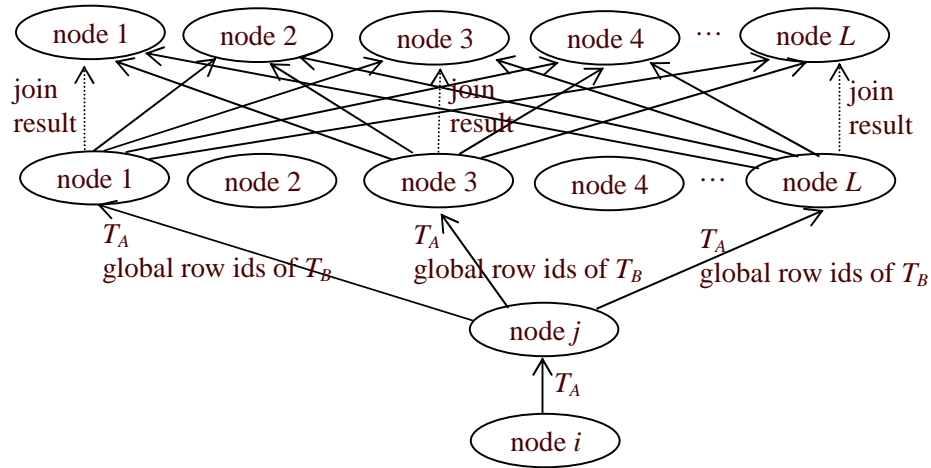 node 1 node 2 node 3 node 4 ··· node L
join result
join result
join result
node 1 node 2 node 3 node 4 ··· node L
T_A
global row ids of T_B
T_A
global row ids of T_B
T_A
global row ids of T_B
node j
T_A
node i